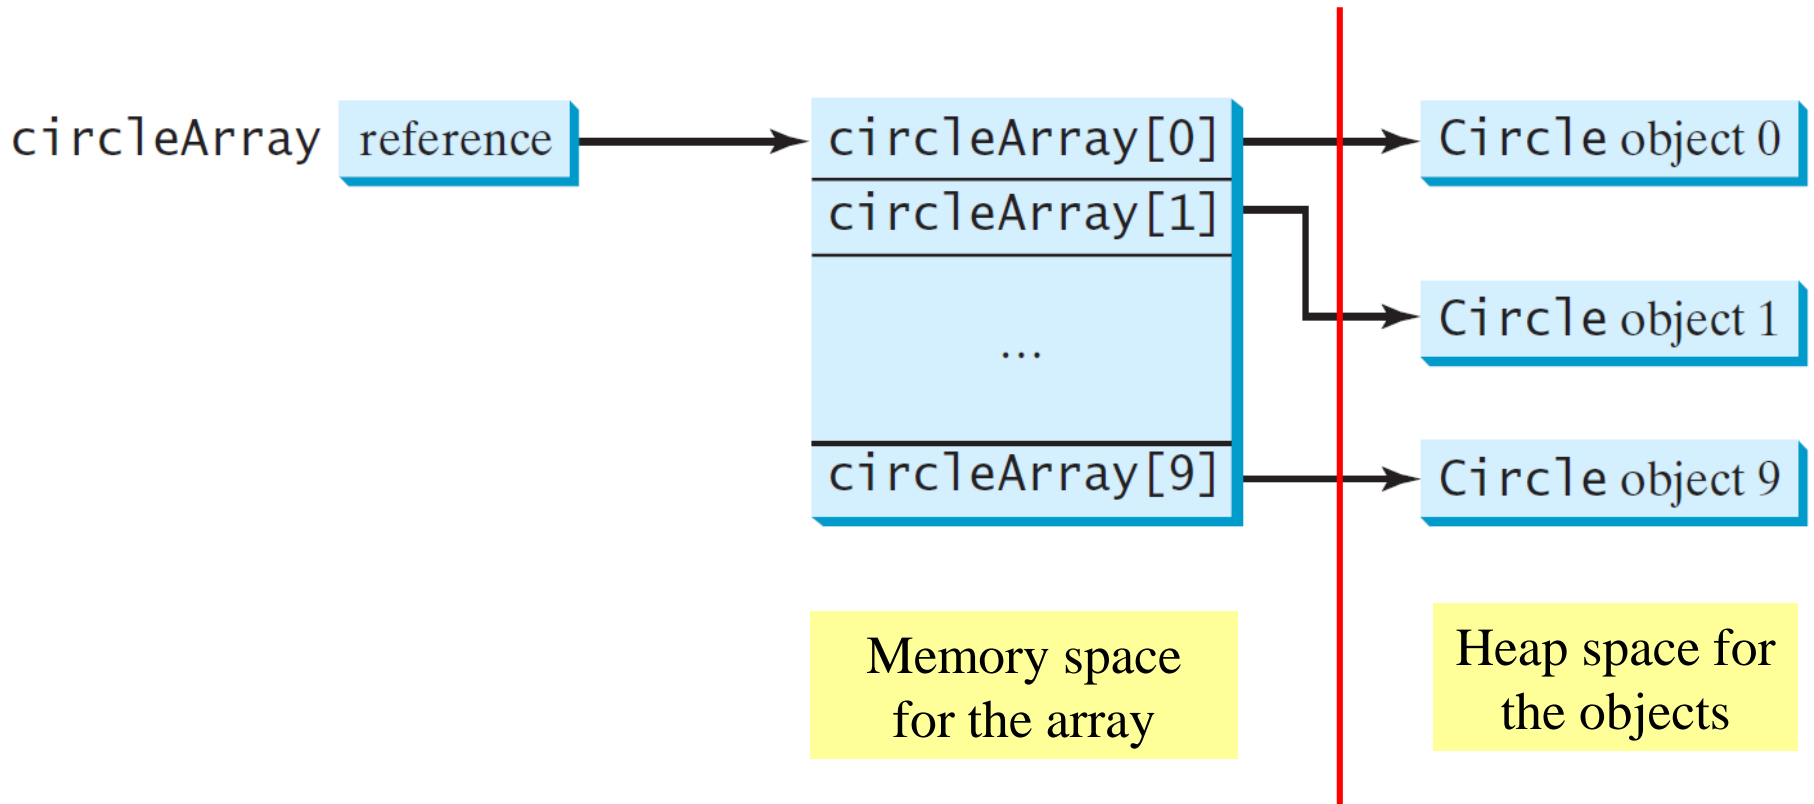 circleArray reference circleArray[0] Circle object 0
circleArray[1]
Circle object 1
...
circleArray[9] Circle object 9
Memory space
for the array
Heap space for
the objects